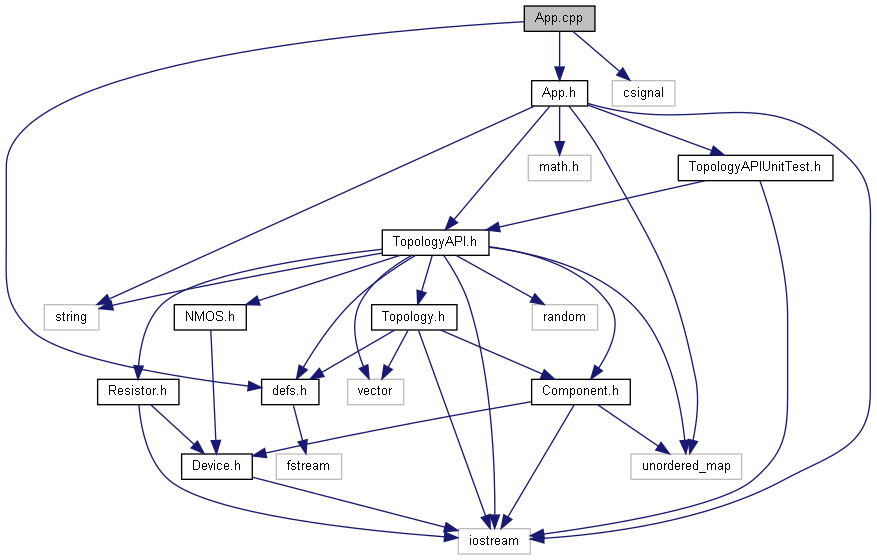 App.cpp
App.h
csignal
math.h
TopologyAPIUnitTest.h
TopologyAPI.h
string
NMOS.h
Topology.h
random
Resistor.h
defs.h
vector
Component.h
Device.h
fstream
unordered_map
iostream